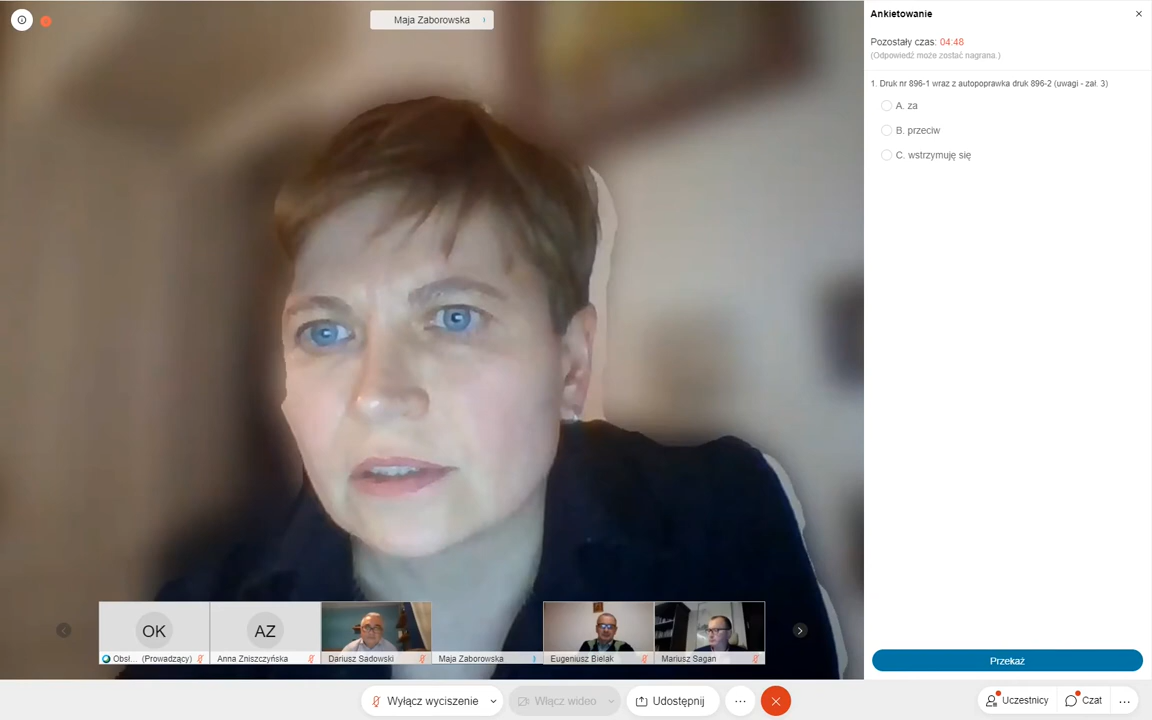 Maja Zaborowska
Ankietowanie
Pozostały czas: 04:48
(Odpowiedź może zostać nagrana.)
1. Druk nr 896-1 wraz z autopoprawka druk 896-2 (uwagi - zał. 3)
A. za
B. przeciw
C. wstrzymuję się
OK
AZ
Obsł... (Prowadzący)
Anna Zniszczyńska
Dariusz Sadowski
Maja Zaborowska
Eugeniusz Bielak
Mariusz Sagan
Przekaż
Wyłącz wyciszenie
Włącz wideo
Udostępnij
Uczestnicy
Czat